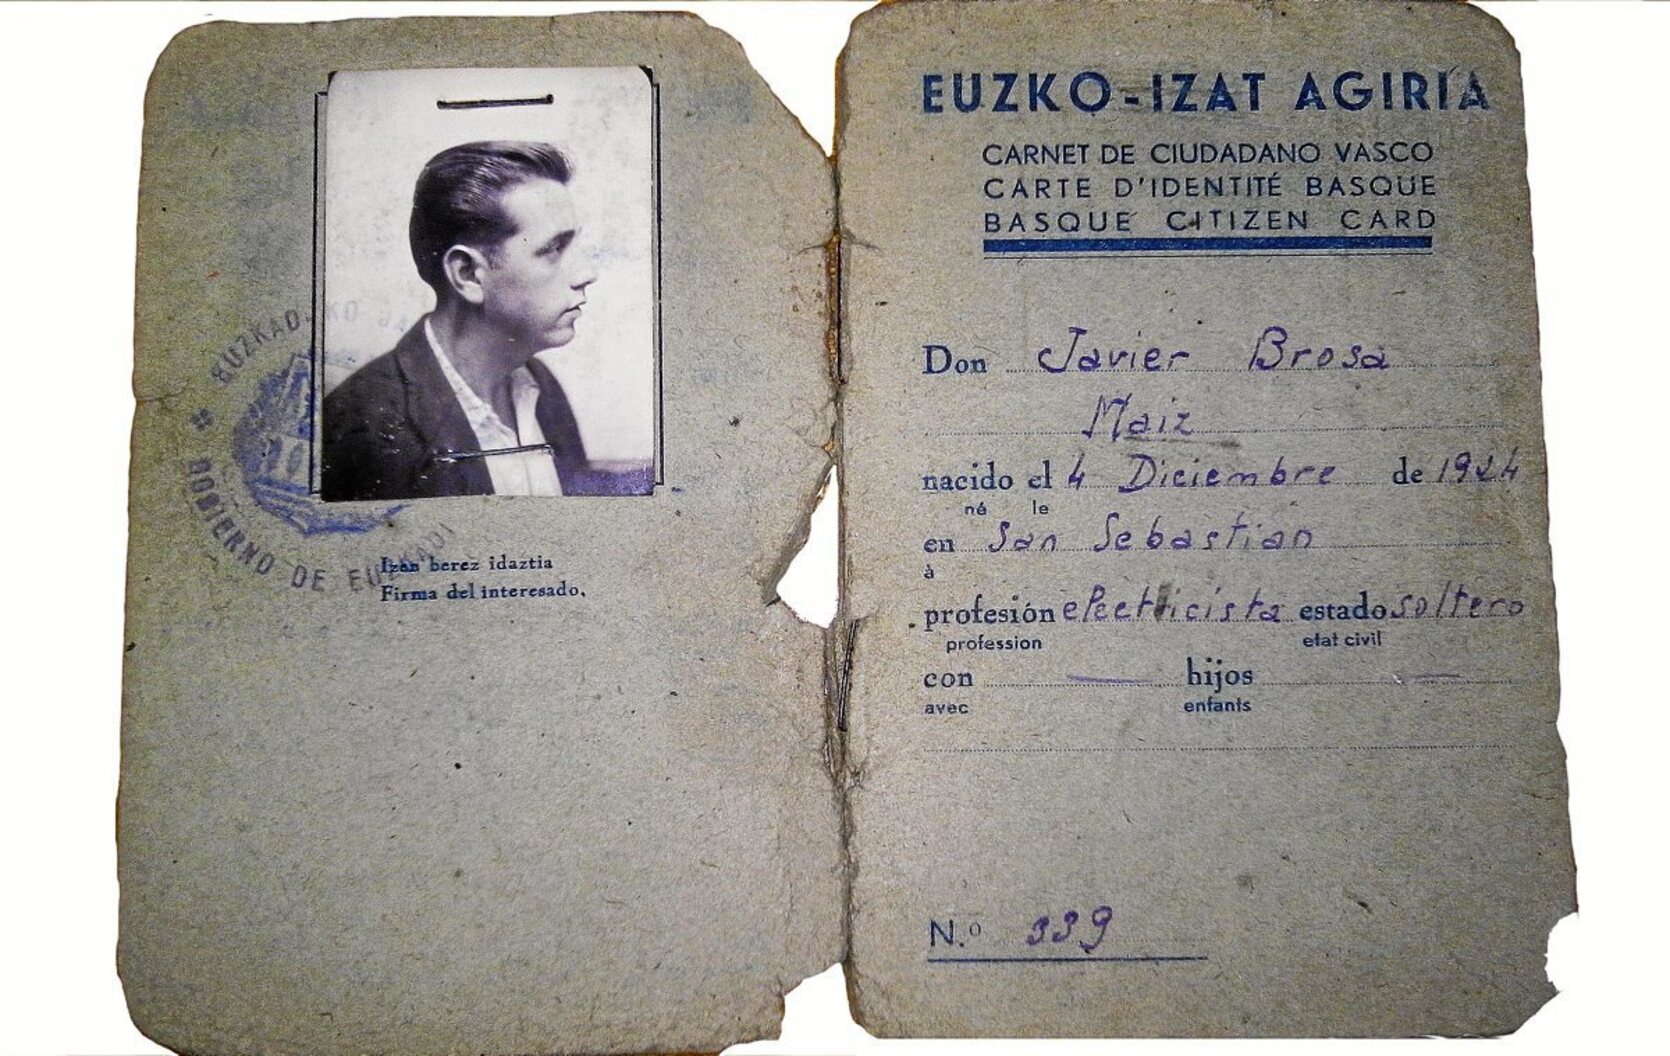 GOBIERNO DE EUZKADI
Izen berez idaztia
Firma del interesado.
EUZKO-IZAT AGIRIA
CARNET DE CIUDADANO VASCO
CARTE D'IDENTITÉ BASQUE
BASQUE CITIZEN CARD
Don Javier Brosa
Maiz
nacido el 4 Diciembre de 1924
né le
en San Sebastian
à
profesión electricista estado soltero
profession etat civil
con — hijos —
avec enfants
N.º 339